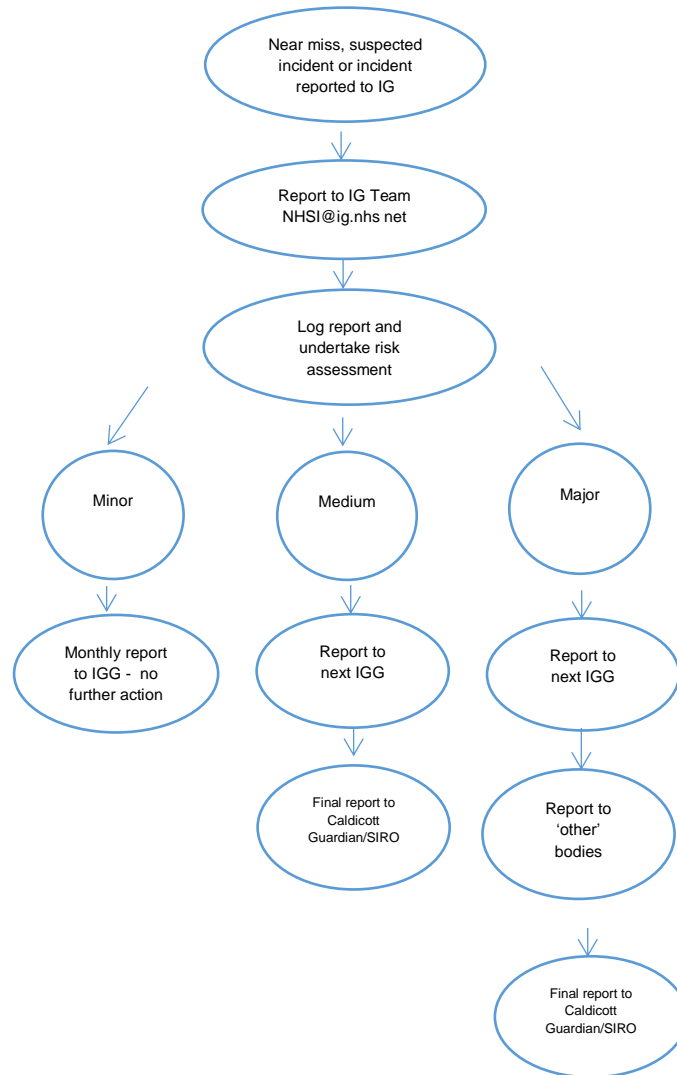 Near miss, suspected
incident or incident
reported to IG
Report to IG Team
NHSI@ig.nhs net
Log report and
undertake risk
assessment
Minor
Medium
Major
Monthly report
to IGG - no
further action
Report to
next IGG
Report to
next IGG
Final report to
Caldicott
Guardian/SIRO
Report to
‘other’
bodies
Final report to
Caldicott
Guardian/SIRO